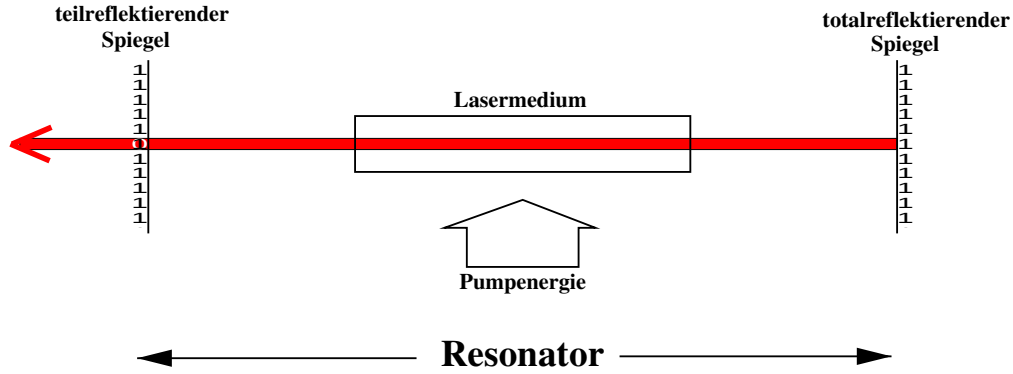 teilreflektierender
Spiegel
totalreflektierender
Spiegel
Lasermedium
Pumpenergie
Resonator